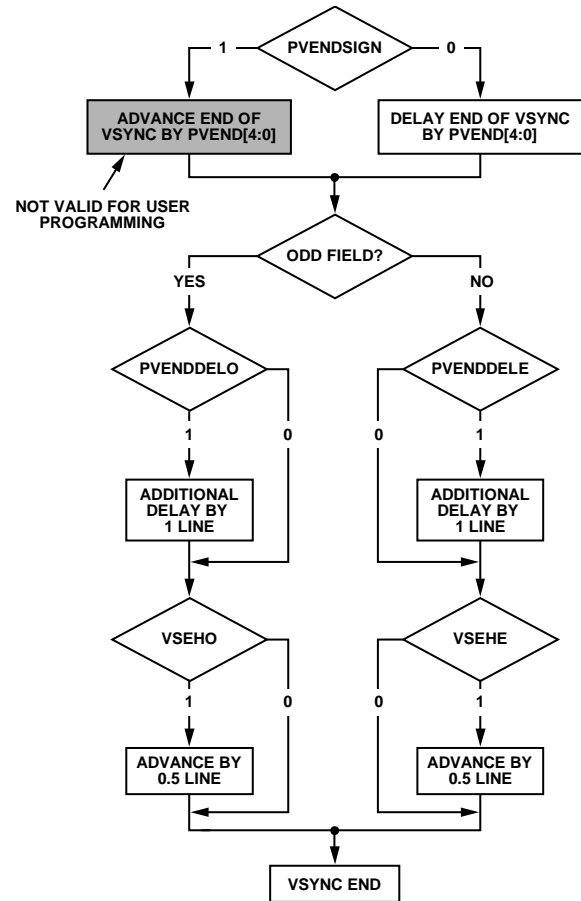 PVENDSIGN
1
0
ADVANCE END OF
VSYNC BY PVEND[4:0]
DELAY END OF VSYNC
BY PVEND[4:0]
NOT VALID FOR USER
PROGRAMMING
ODD FIELD?
YES
NO
PVENDDELO
PVENDDELE
1
0
0
1
ADDITIONAL
DELAY BY
1 LINE
ADDITIONAL
DELAY BY
1 LINE
VSEHO
VSEHE
1
0
0
1
ADVANCE BY
0.5 LINE
ADVANCE BY
0.5 LINE
VSYNC END